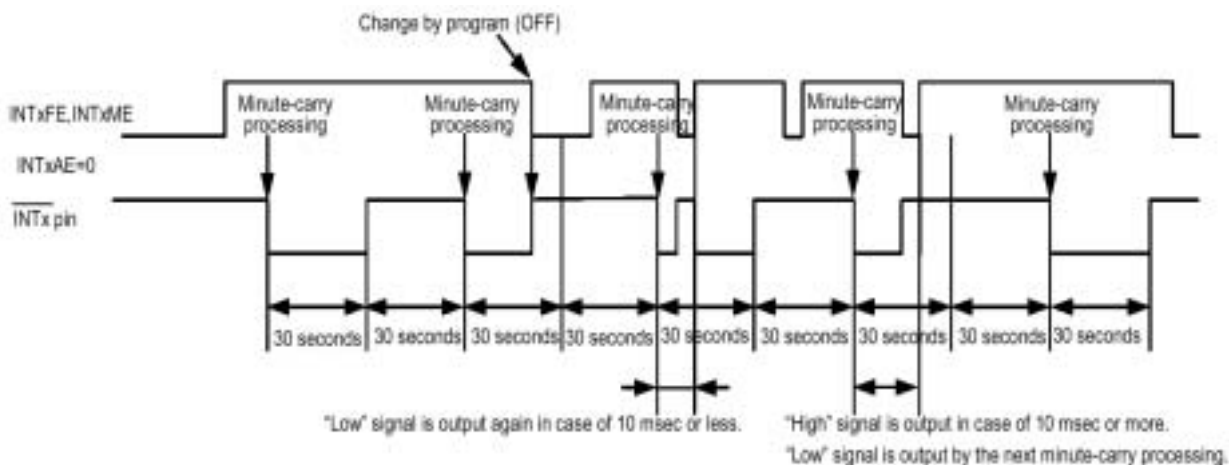 Change by program (OFF)
INTxFE,INTxME
Minute-carry
processing
Minute-carry
processing
Minute-carry
processing
Minute-carry
processing
Minute-carry
processing
INTxAE=0
INTx pin
30 seconds 30 seconds 30 seconds 30 seconds 30 seconds 30 seconds 30 seconds 30 seconds 30 seconds
"Low" signal is output again in case of 10 msec or less.
"High" signal is output in case of 10 msec or more.
"Low" signal is output by the next minute-carry processing.